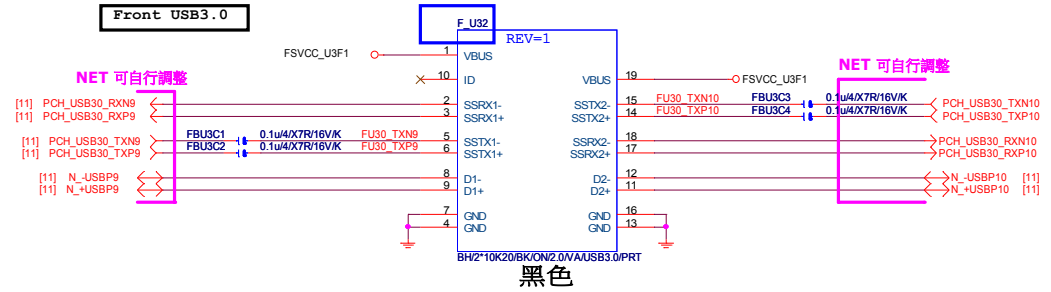 Front USB3.0
F_U32
REV=1
FSVCC_U3F1
1 VBUS
NET 可自行調整
10 ID
VBUS 19
FSVCC_U3F1
NET 可自行調整
[11] PCH_USB30_RXN9
2 SSRX1-
SSTX2- 15 FU30_TXN10 FBU3C3 0.1u/4/X7R/16V/K PCH_USB30_TXN10
[11] PCH_USB30_RXP9
3 SSRX1+
SSTX2+ 14 FU30_TXP10 FBU3C4 0.1u/4/X7R/16V/K PCH_USB30_TXP10
[11] PCH_USB30_TXN9 FBU3C1 0.1u/4/X7R/16V/K FU30_TXN9 5 SSTX1-
SSRX2- 18 PCH_USB30_RXN10
[11] PCH_USB30_TXP9 FBU3C2 0.1u/4/X7R/16V/K FU30_TXP9 6 SSTX1+
SSRX2+ 17 PCH_USB30_RXP10
[11] N_-USBP9 8 D1-
D2- 12 N_-USBP10 [11]
[11] N_+USBP9 9 D1+
D2+ 11 N_+USBP10 [11]
7 GND
GND 16
4 GND
GND 13
BH/2*10K20/BK/ON/2.0/VA/USB3.0/PRT
黑色